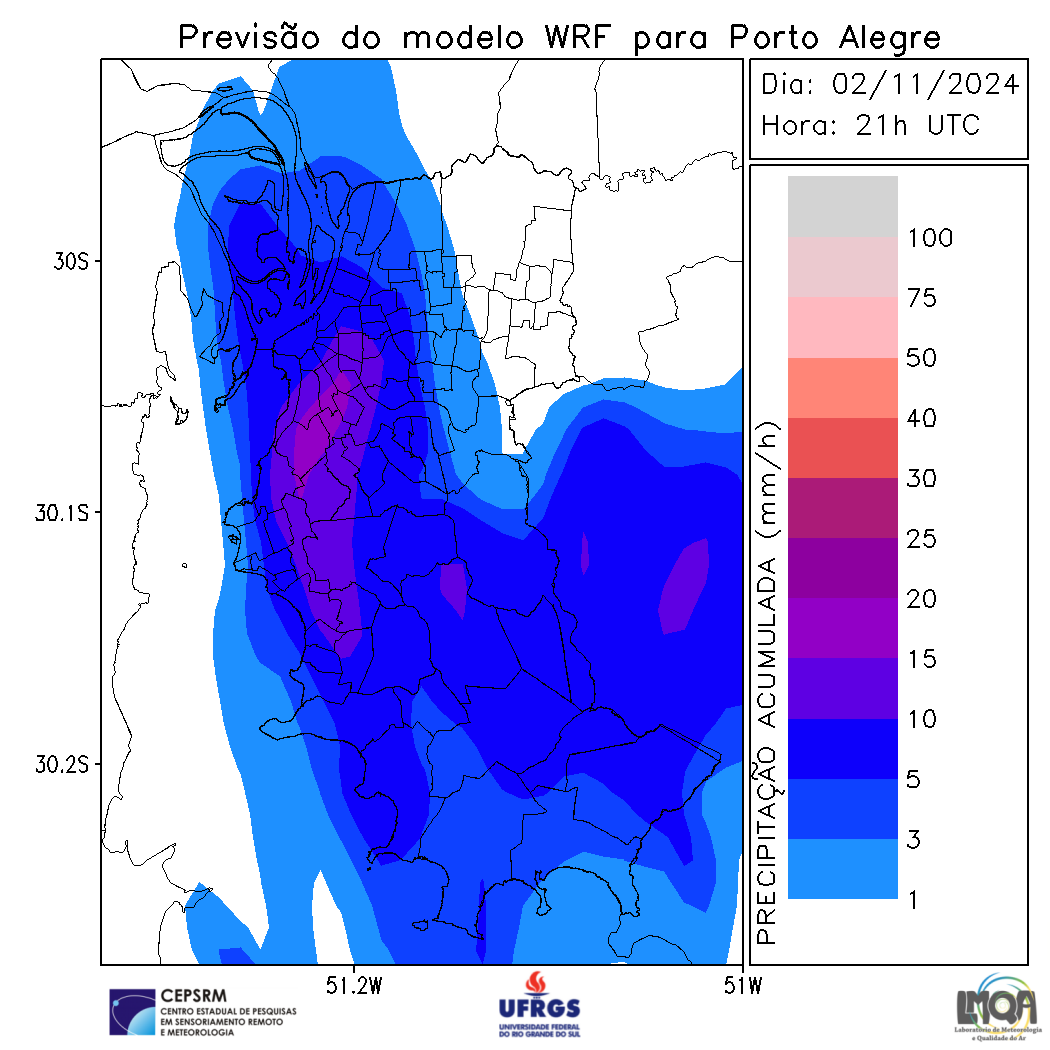 Previsão do modelo WRF para Porto Alegre
Dia: 02/11/2024
Hora: 21h UTC
30S
30.1S
30.2S
51.2W
51W
PRECIPITAÇÃO ACUMULADA (mm/h)
100
75
50
40
30
25
20
15
10
5
3
1
CEPSRM
CENTRO ESTADUAL DE PESQUISAS
EM SENSORIAMENTO REMOTO
E METEOROLOGIA
UFRGS
UNIVERSIDADE FEDERAL
DO RIO GRANDE DO SUL
LMQA
Laboratório de Meteorologia
e Qualidade do Ar